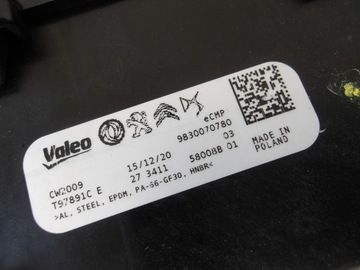 Valeo
eCMP
9830070780
15/12/20 03
CW2009 27 3411 58008B 01
T97891C E
MADE IN
POLAND
>AL, STEEL, EPDM, PA-66-GF30, HNBR<